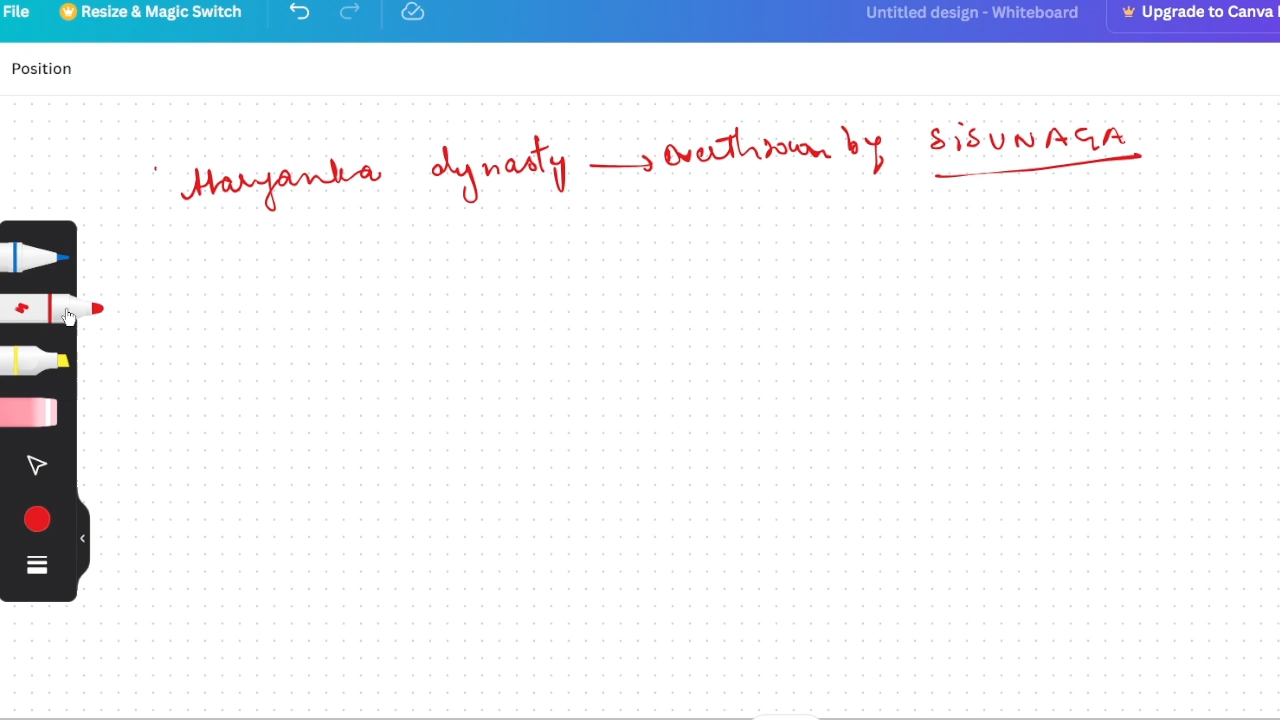 File Resize & Magic Switch Untitled design - Whiteboard Upgrade to Canva
Position
Haryanka dynasty → overthrown by SISUNAGA